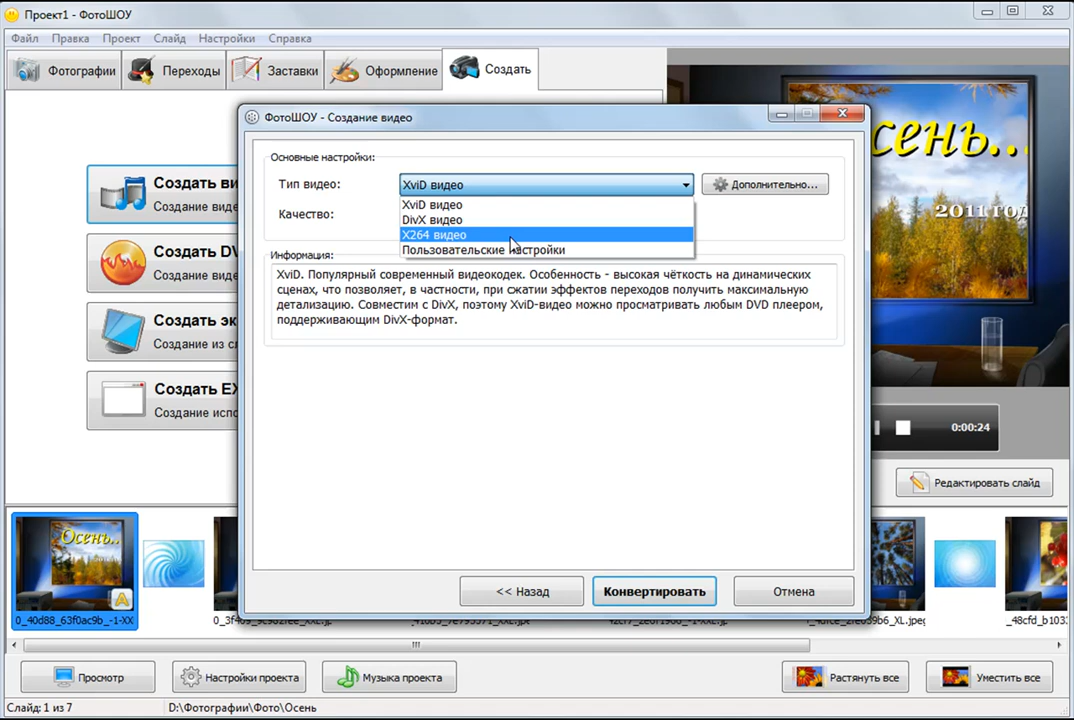 Проект1 - ФотоШОУ
Файл Правка Проект Слайд Настройки Справка
Фотографии Переходы Заставки Оформление Создать
ФотоШОУ - Создание видео
Основные настройки:
Тип видео: XviD видео Дополнительно...
XviD видео
DivX видео
X264 видео
Пользовательские настройки
Качество:
Информация:
XviD. Популярный современный видеокодек. Особенность - высокая чёткость на динамических
сценах, что позволяет, в частности, при сжатии эффектов переходов получить максимальную
детализацию. Совместим с DivX, поэтому XviD-видео можно просматривать любым DVD плеером,
поддерживающим DivX-формат.
<< Назад Конвертировать Отмена
Создать ви
Создание виде
Создать DV
Создание виде
Создать эк
Создание из сл
Создать EX
Создание испо
сень...
2011 год
0:00:24
Редактировать слайд
Осень..
0_40d88_63f0ac9b_-1-XX
_48cfd_b103
Просмотр Настройки проекта Музыка проекта Растянуть все Уместить все
Слайд: 1 из 7 D:\Фотографии\Фото\Осень